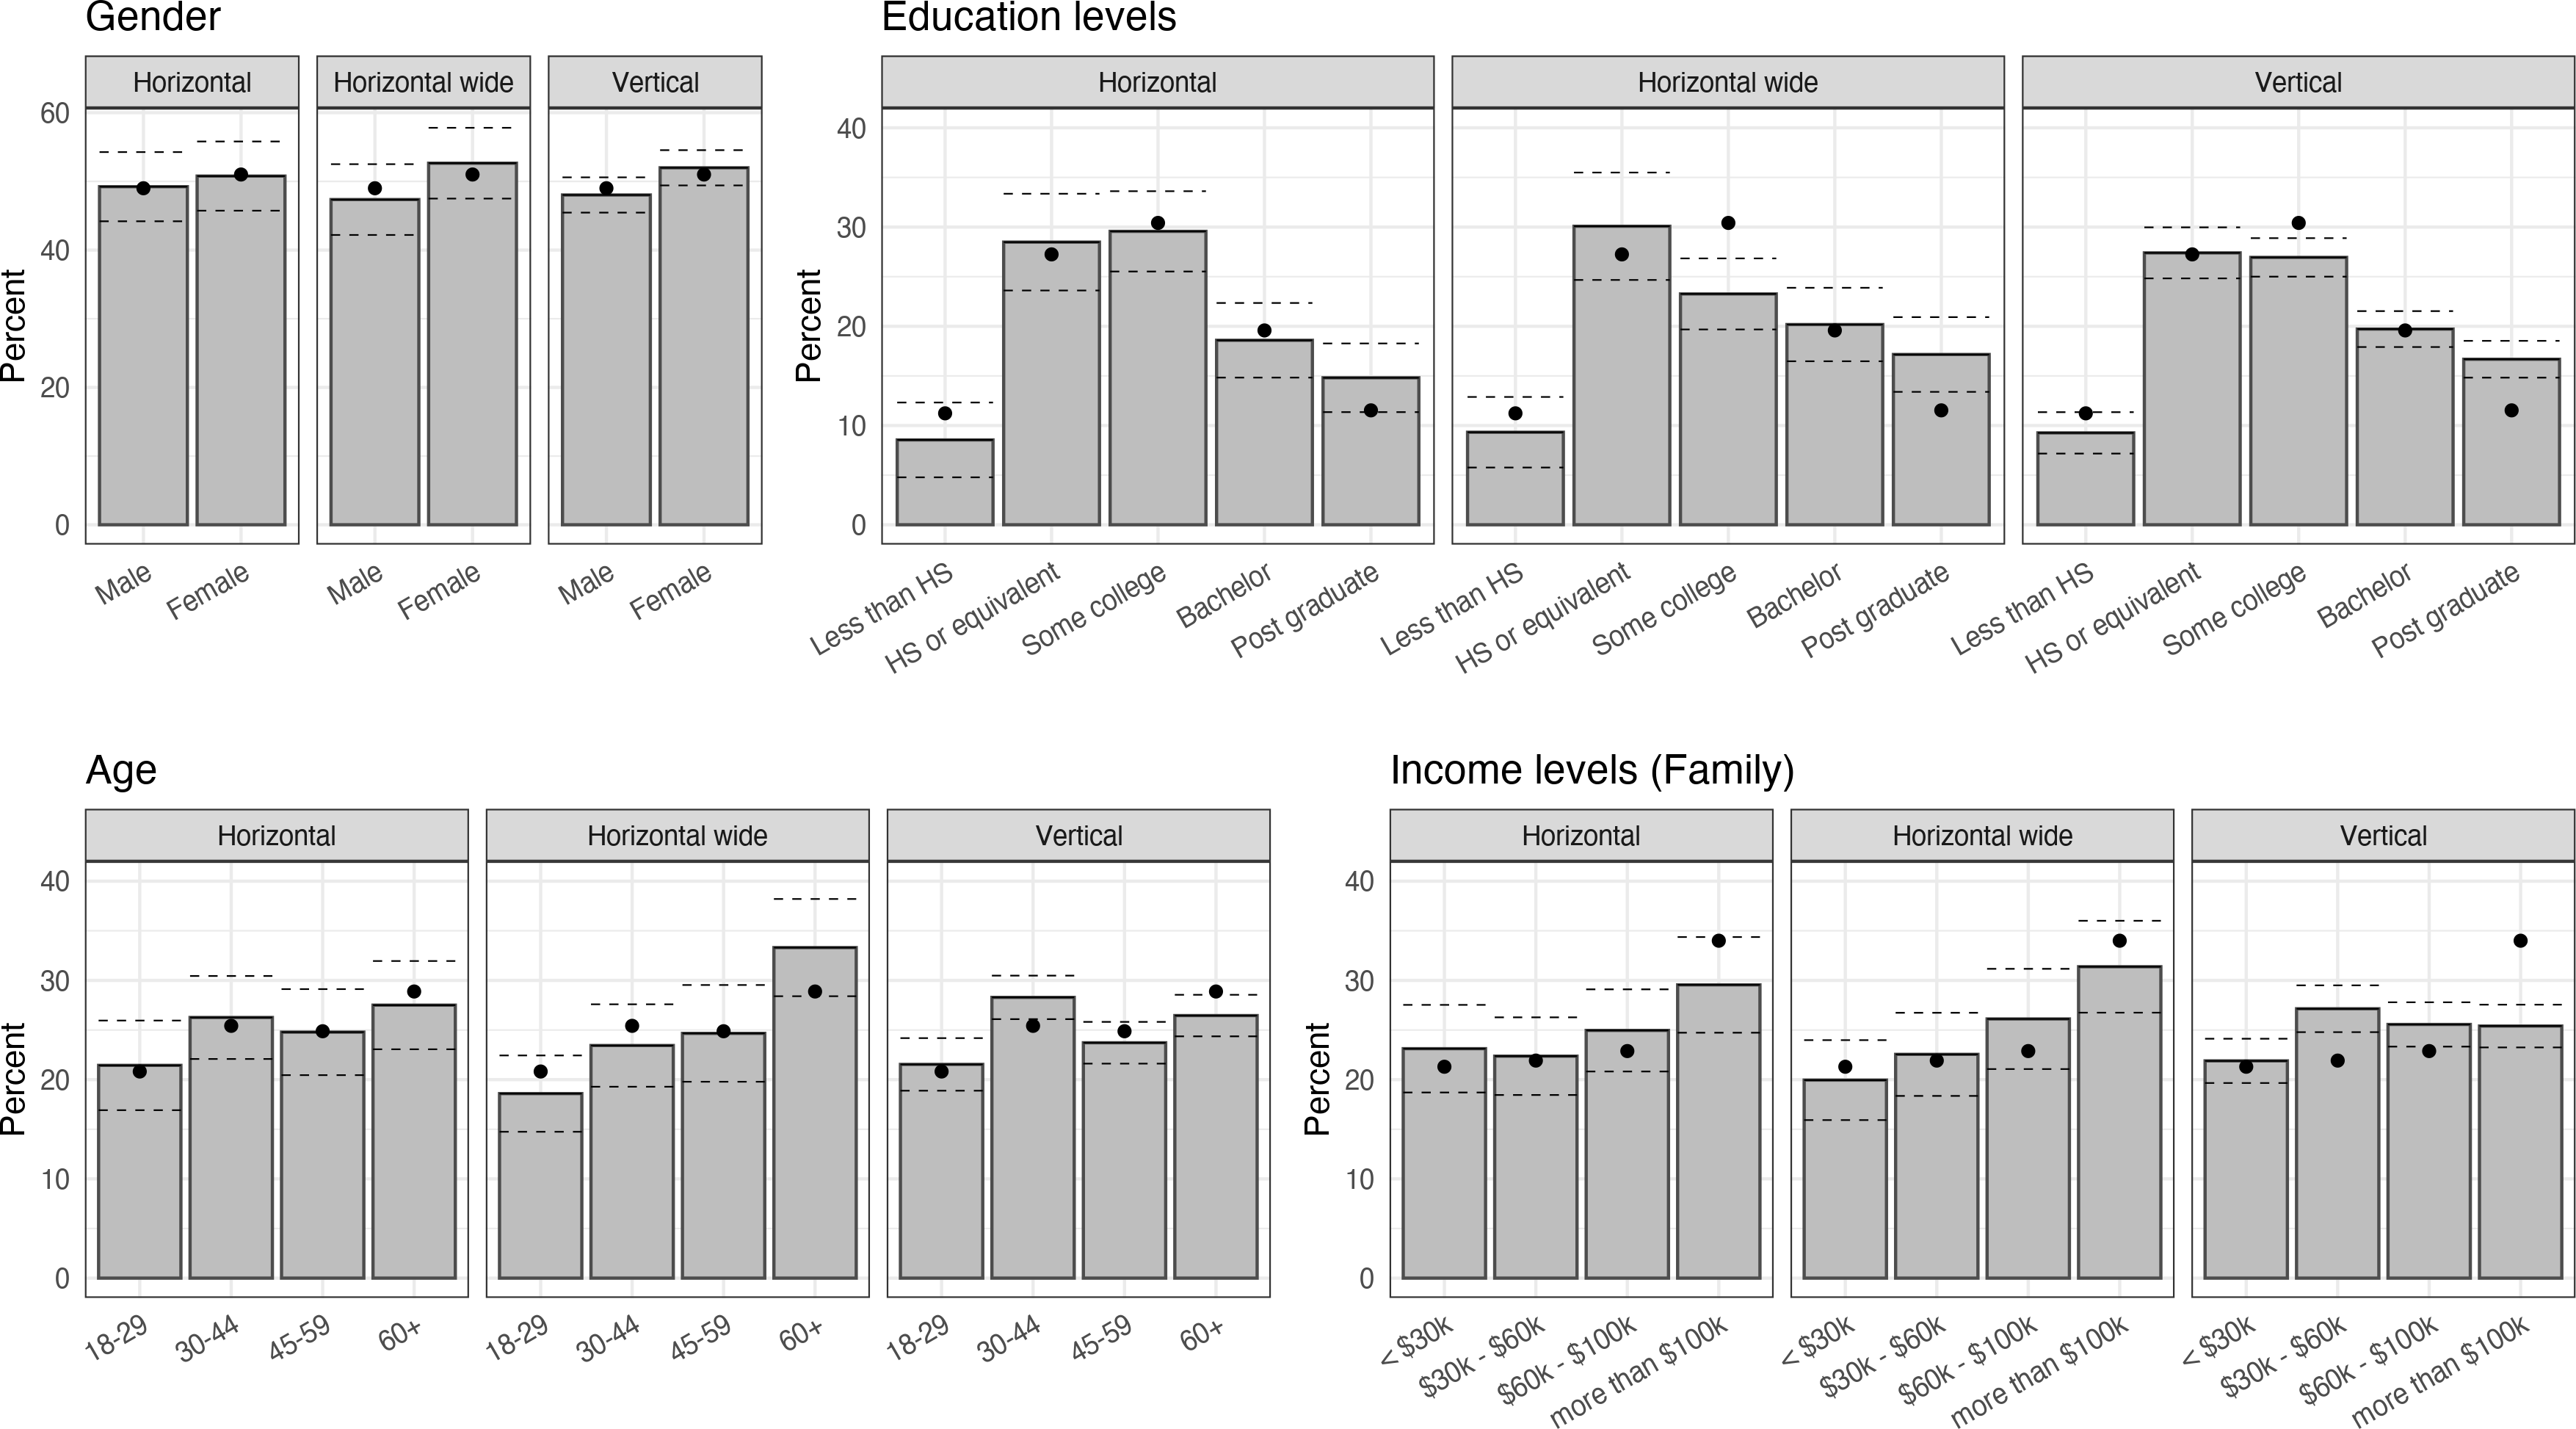 Gender
Horizontal
Horizontal wide
Vertical
Percent
60
40
20
0
Male
Female
Male
Female
Male
Female
Education levels
Horizontal
Horizontal wide
Vertical
Percent
40
30
20
10
0
Less than HS
HS or equivalent
Some college
Bachelor
Post graduate
Less than HS
HS or equivalent
Some college
Bachelor
Post graduate
Less than HS
HS or equivalent
Some college
Bachelor
Post graduate
Age
Horizontal
Horizontal wide
Vertical
Percent
40
30
20
10
0
18-29
30-44
45-59
60+
18-29
30-44
45-59
60+
18-29
30-44
45-59
60+
Income levels (Family)
Horizontal
Horizontal wide
Vertical
Percent
40
30
20
10
0
< $30k
$30k - $60k
$60k - $100k
more than $100k
< $30k
$30k - $60k
$60k - $100k
more than $100k
< $30k
$30k - $60k
$60k - $100k
more than $100k